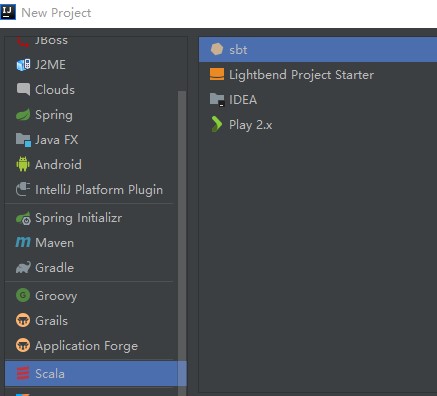 IJ
New Project
JBoss
J2ME
Clouds
Spring
Java FX
Android
IntelliJ Platform Plugin
Spring Initializr
m Maven
Gradle
G Groovy
Grails
Application Forge
Scala
sbt
Lightbend Project Starter
IDEA
Play 2.x